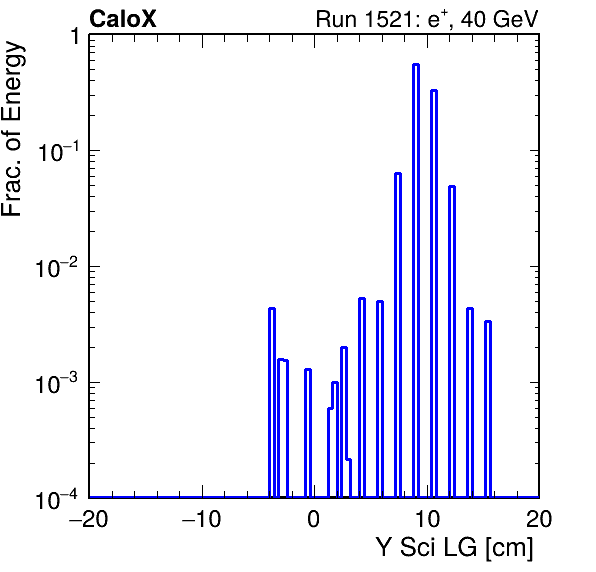 CaloX Run 1521: e⁺, 40 GeV
Frac. of Energy
1
10⁻¹
10⁻²
10⁻³
10⁻⁴
−20 −10 0 10 20
Y Sci LG [cm]